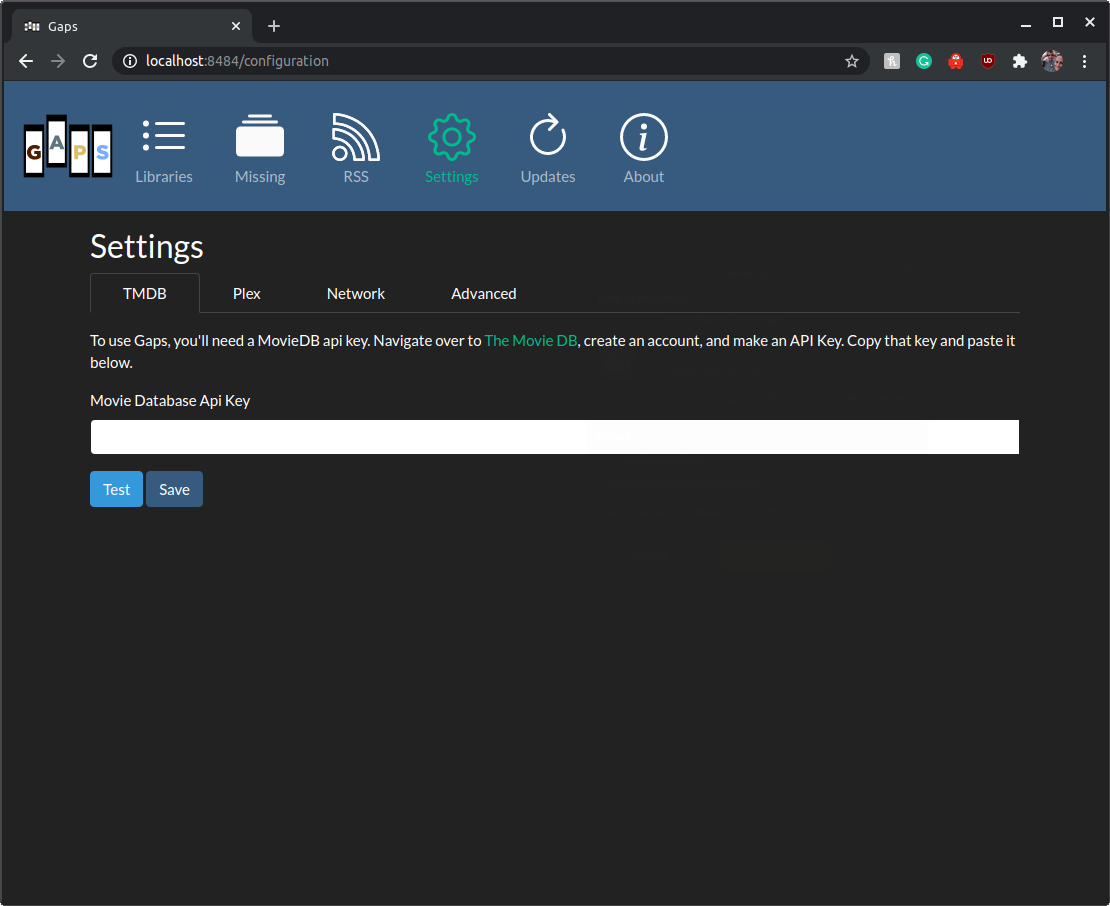 Gaps
localhost:8484/configuration
GAPS
Libraries
Missing
RSS
Settings
Updates
About
Settings
TMDB
Plex
Network
Advanced
To use Gaps, you'll need a MovieDB api key. Navigate over to The Movie DB, create an account, and make an API Key. Copy that key and paste it
below.
Movie Database Api Key
Test
Save